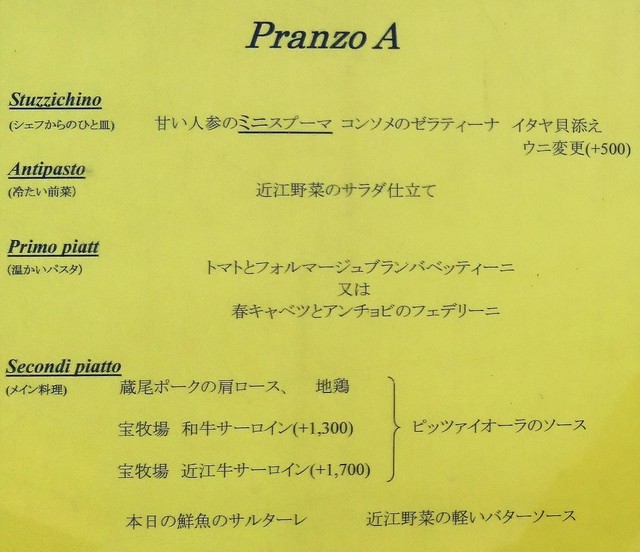 Pranzo A
Stuzzichino
(シェフからのひと皿)
甘い人参のミニスプーマ コンソメのゼラティーナ イタヤ貝添え
ウニ変更(+500)
Antipasto
(冷たい前菜)
近江野菜のサラダ仕立て
Primo piatt
(温かいパスタ)
トマトとフォルマージュブランバベッティーニ
又は
春キャベツとアンチョビのフェデリーニ
Secondi piatto
(メイン料理)
蔵尾ポークの肩ロース、 地鶏
宝牧場 和牛サーロイン(+1,300)
ピッツァイオーラのソース
宝牧場 近江牛サーロイン(+1,700)
本日の鮮魚のサルターレ 近江野菜の軽いバターソース